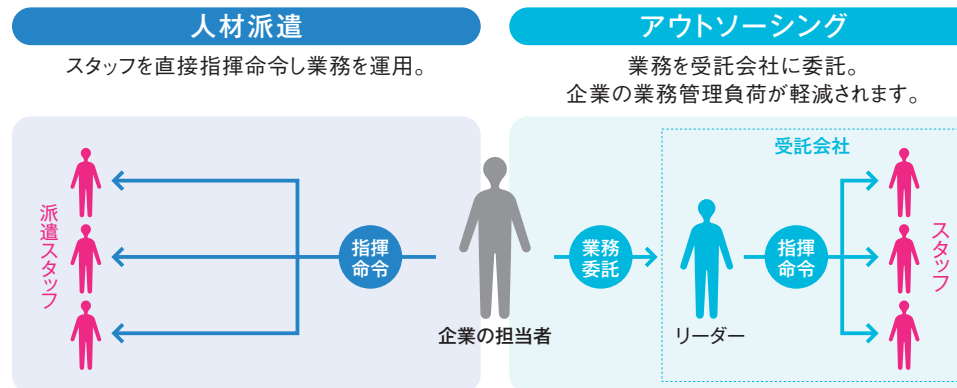 人材派遣
スタッフを直接指揮命令し業務を運用。
派遣スタッフ
指揮
命令
企業の担当者
アウトソーシング
業務を受託会社に委託。
企業の業務管理負荷が軽減されます。
受託会社
業務
委託
リーダー
指揮
命令
スタッフ